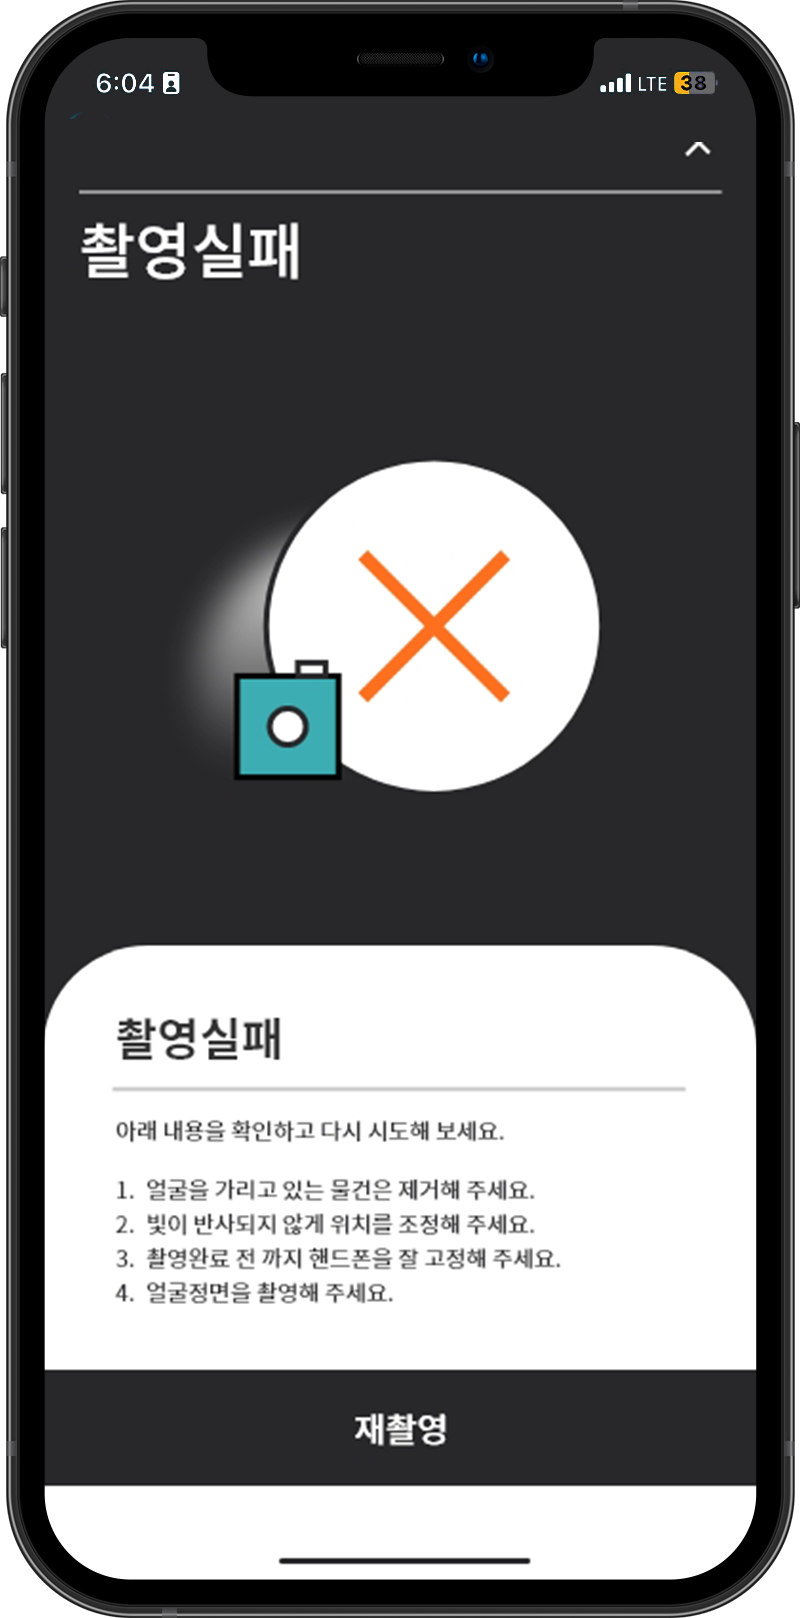 6:04
LTE 38
촬영실패
촬영실패
아래 내용을 확인하고 다시 시도해 보세요.
1. 얼굴을 가리고 있는 물건은 제거해 주세요.
2. 빛이 반사되지 않게 위치를 조정해 주세요.
3. 촬영완료 전 까지 핸드폰을 잘 고정해 주세요.
4. 얼굴정면을 촬영해 주세요.
재촬영